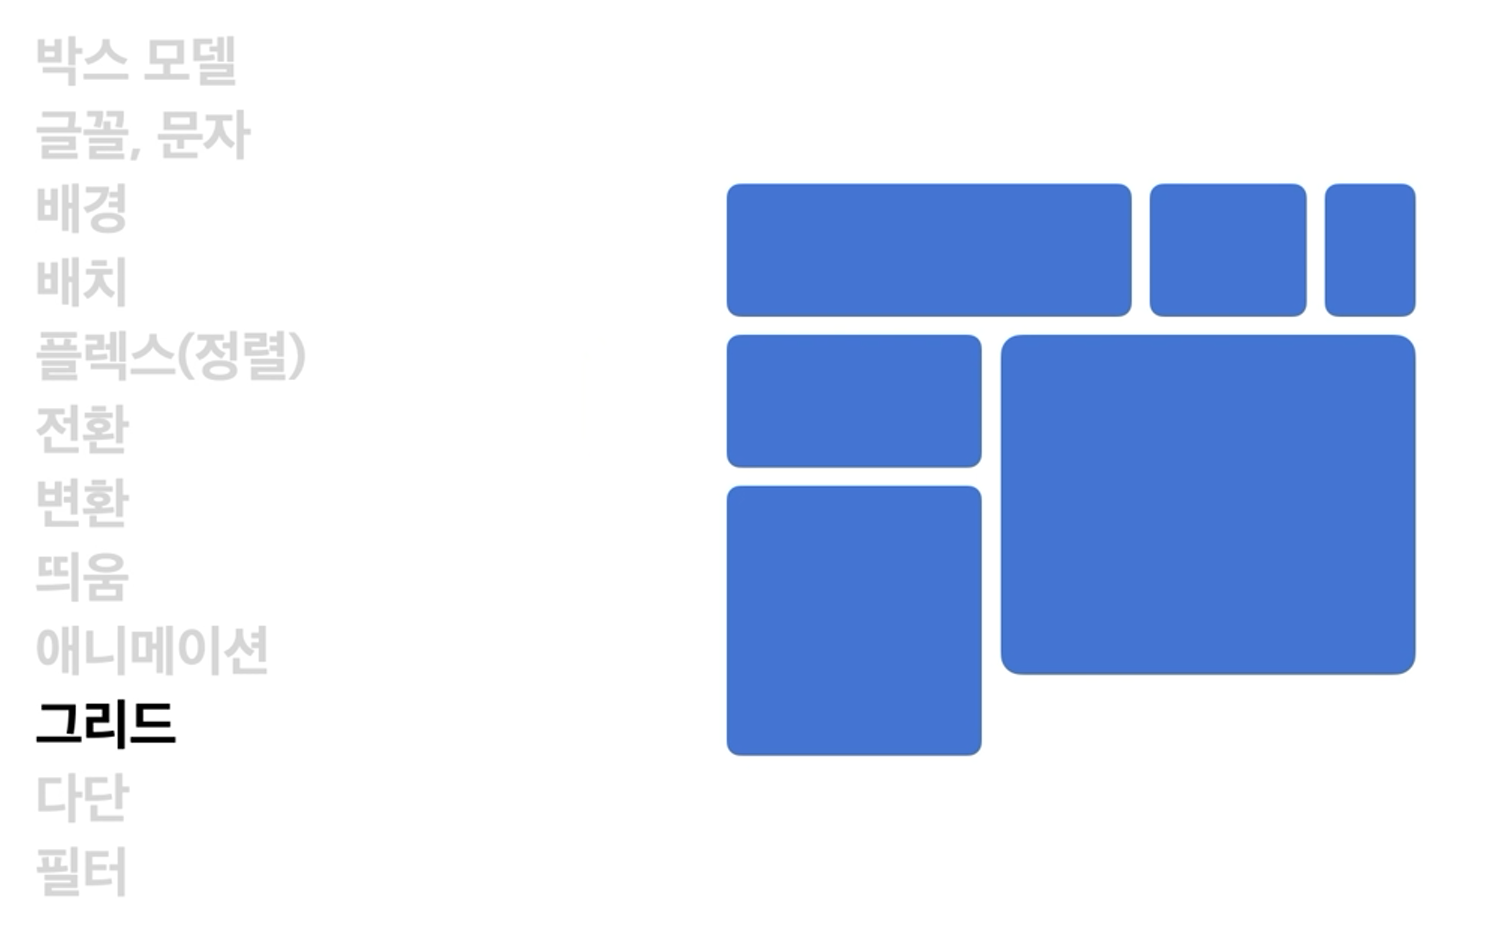 박스 모델
글꼴, 문자
배경
배치
플렉스(정렬)
전환
변환
띄움
애니메이션
그리드
다단
필터